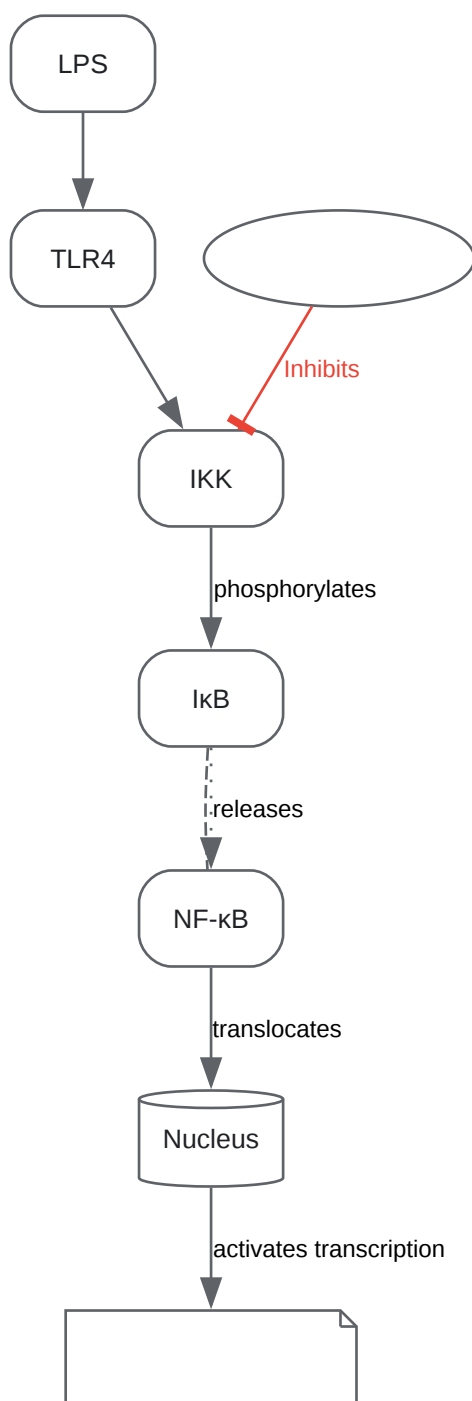 LPS
TLR4
Inhibits
IKK
phosphorylates
IκB
releases
NF-κB
translocates
Nucleus
activates transcription